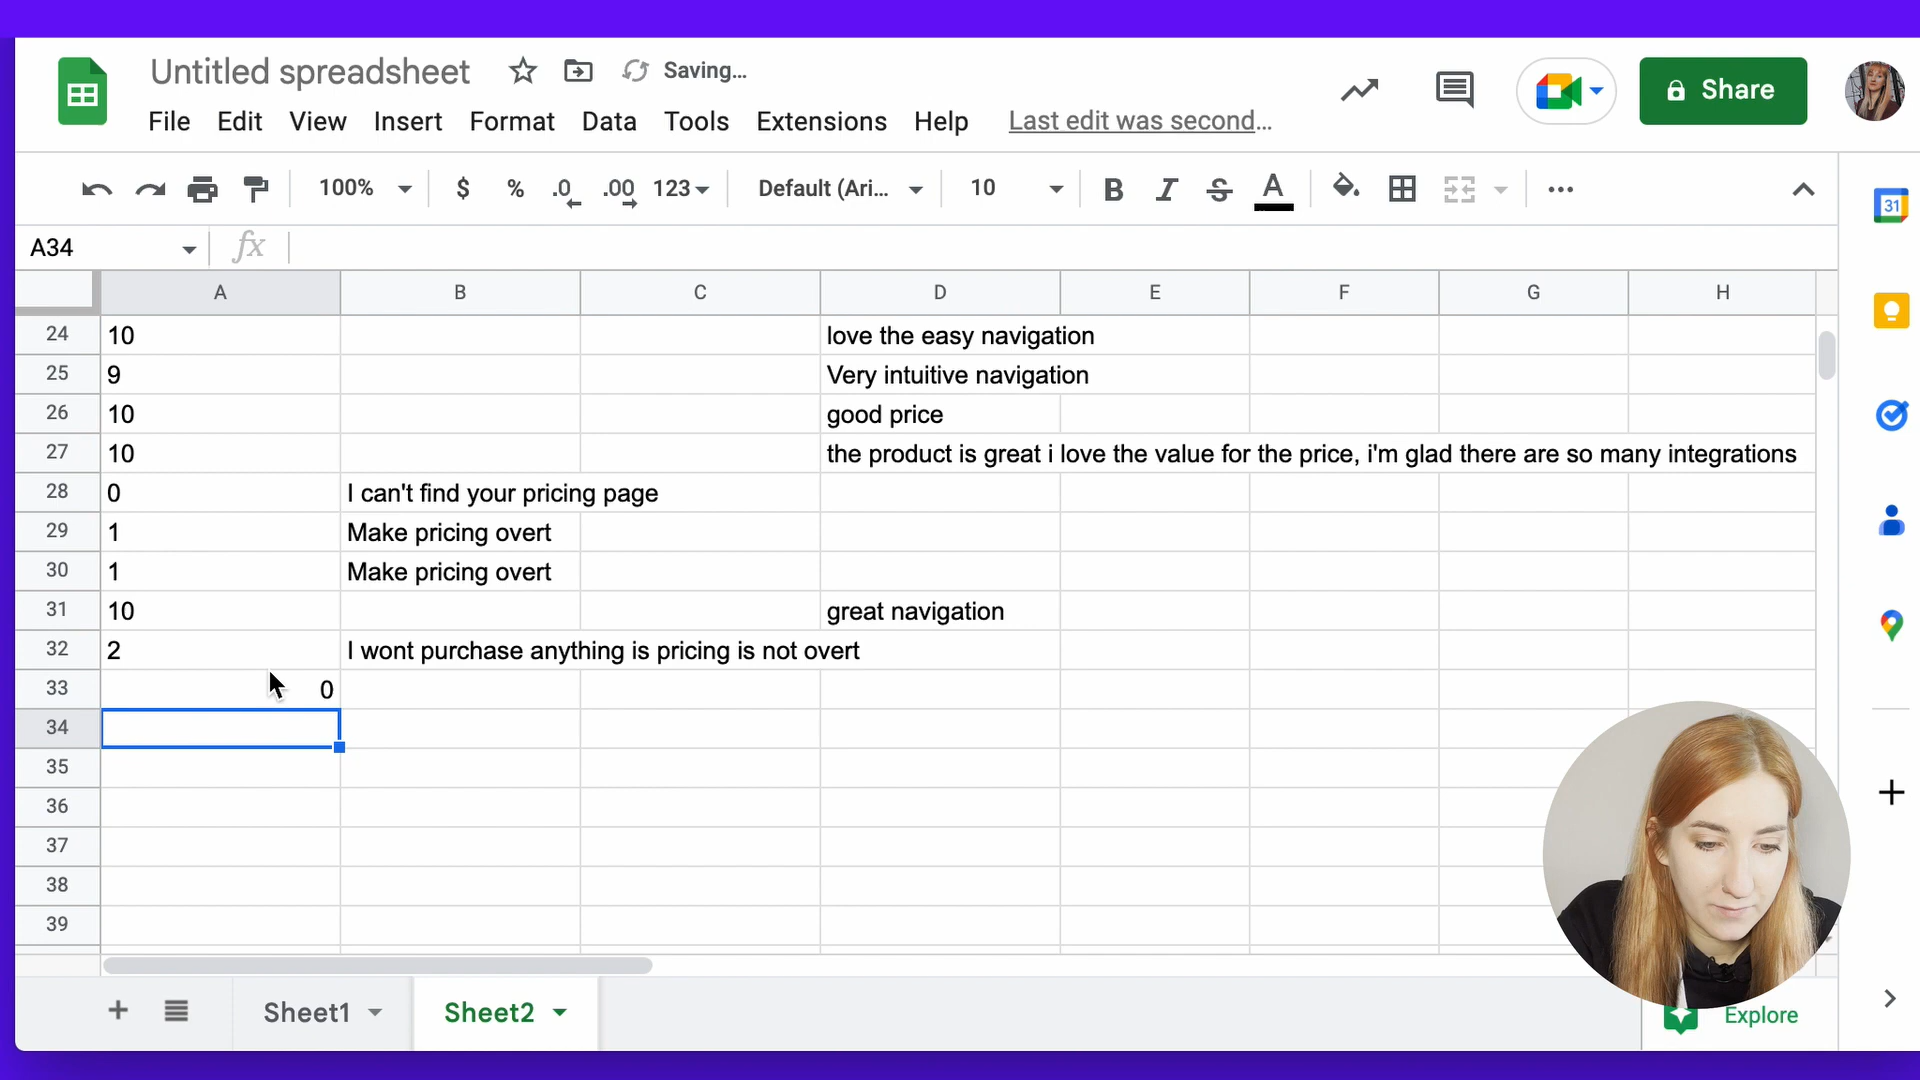 Untitled spreadsheet Saving...
Share
File Edit View Insert Format Data Tools Extensions Help Last edit was second...
100% $ % .0 .00 123 Default (Ari... 10 B I S A
31
A34 fx
A B C D E F G H
24 10 love the easy navigation
25 9 Very intuitive navigation
26 10 good price
27 10 the product is great i love the value for the price, i'm glad there are so many integrations
28 0 I can't find your pricing page
29 1 Make pricing overt
30 1 Make pricing overt
31 10 great navigation
32 2 I wont purchase anything is pricing is not overt
33 0
34
35
36
37
38
39
Sheet1 Sheet2 Explore